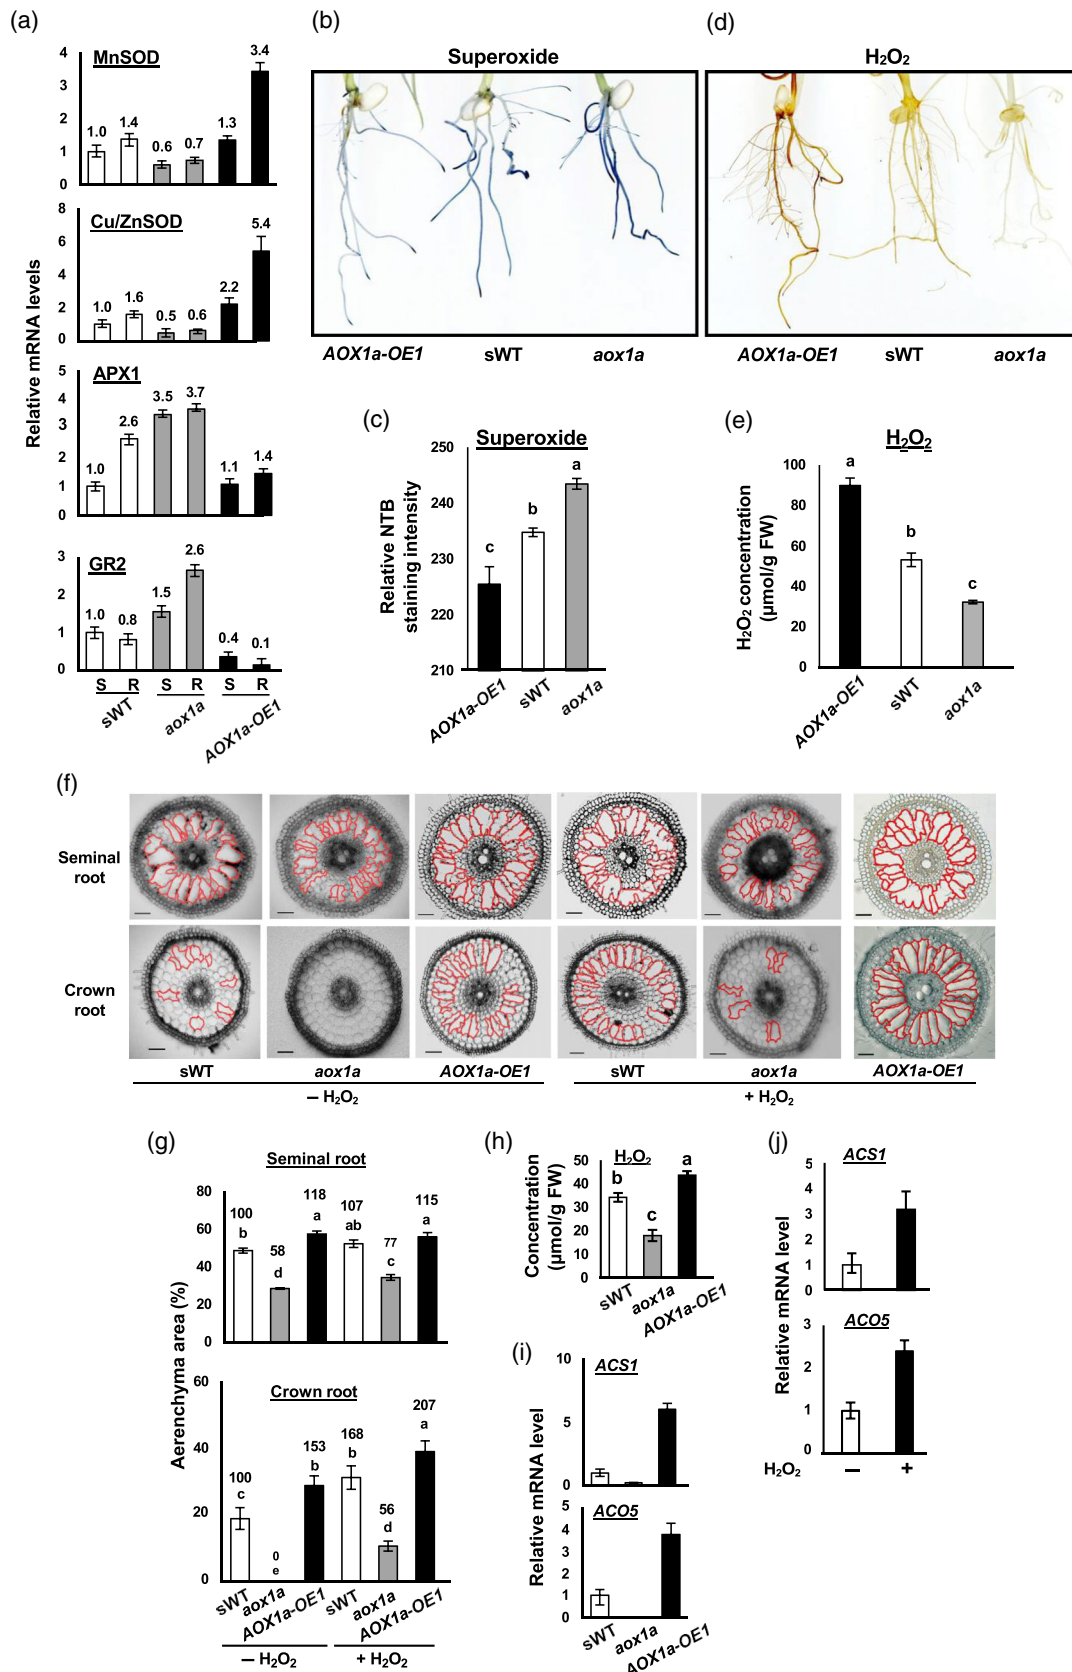 (a)
MnSOD
4
3
2
1
0
1.0 1.4 0.6 0.7 1.3 3.4
Cu/ZnSOD
8
6
4
2
0
1.0 1.6 0.5 0.6 2.2 5.4
APX1
5
4
3
2
1
0
1.0 2.6 3.5 3.7 1.1 1.4
GR2
3
2
1
0
1.0 0.8 1.5 2.6 0.4 0.1
S R S R S R
sWT aox1a AOX1a-OE1
Relative mRNA levels
(b)
Superoxide
AOX1a-OE1 sWT aox1a
(d)
H₂O₂
AOX1a-OE1 sWT aox1a
(c)
Superoxide
250
240
230
220
210
c b a
Relative NTB
staining intensity
AOX1a-OE1 sWT aox1a
(e)
H₂O₂
100
80
60
40
20
0
a b c
H₂O₂ concentration
(µmol/g FW)
AOX1a-OE1 sWT aox1a
(f)
Seminal
root
Crown
root
sWT aox1a AOX1a-OE1 sWT aox1a AOX1a-OE1
– H₂O₂ + H₂O₂
(g)
Seminal root
80
60
40
20
0
100 58 118 107 77 115
b d a ab c a
Crown root
60
40
20
0
100 0 153 168 56 207
c e b b d a
Aerenchyma area (%)
sWT aox1a AOX1a-OE1 sWT aox1a AOX1a-OE1
– H₂O₂ + H₂O₂
(h)
H₂O₂
50
40
30
20
10
0
b c a
Concentration
(µmol/g FW)
sWT aox1a AOX1a-OE1
(i)
ACS1
10
5
0
ACO5
5
4
3
2
1
0
Relative mRNA level
sWT aox1a AOX1a-OE1
(j)
ACS1
5
4
3
2
1
0
ACO5
3
2
1
0
Relative mRNA level
H₂O₂ – +